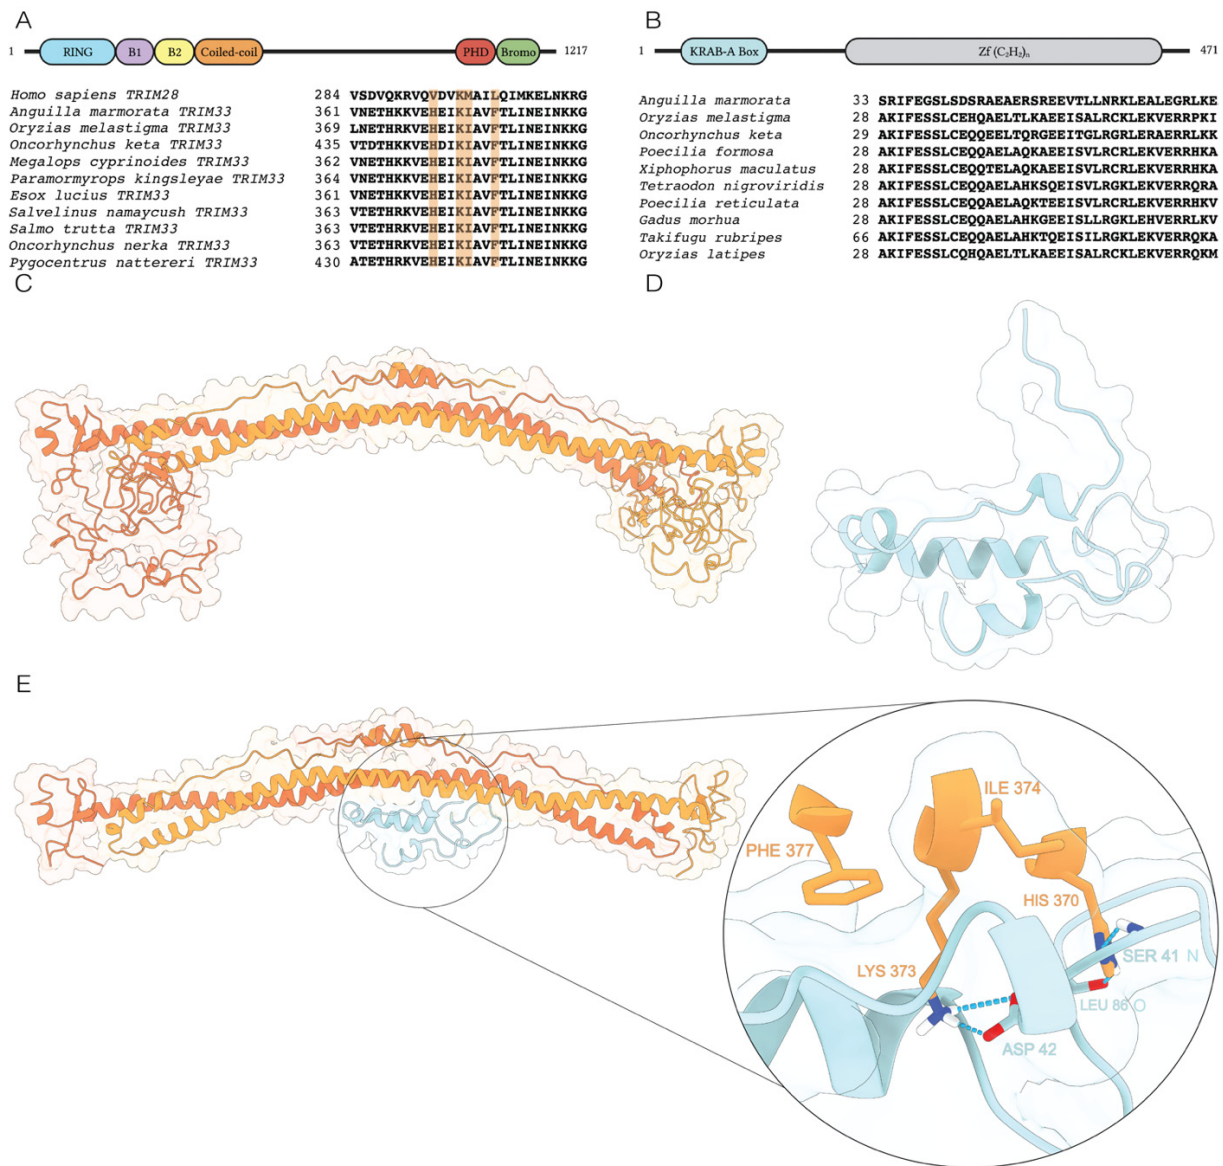 A
1 RING B1 B2 Coiled-coil PHD Bromo 1217
Homo sapiens TRIM28 284 VSDVQKRVQVDVKMAILQIMKELNKRG
Anguilla marmorata TRIM33 361 VNETHKKVEHEIKIAVFTLINEINKKG
Oryzias melastigma TRIM33 369 LNETHRKVEHEIKIAVFTLINEINKKG
Oncorhynchus keta TRIM33 435 VTDTHKKVEHDIKIAVFTLINEINKKG
Megalops cyprinoides TRIM33 362 VNETHKKVEHEIKIAVFTLINEINKKG
Paramormyrops kingsleyae TRIM33 364 VNETHKKVEHEIKIAVFTLINEINKKG
Esox lucius TRIM33 361 VNETHRKVEHEIKIAVFTLINEINKKG
Salvelinus namaycush TRIM33 363 VTETHRKVEHEIKIAVFTLINEINKKG
Salmo trutta TRIM33 363 VTETHRKVEHEIKIAVFTLINEINKKG
Oncorhynchus nerka TRIM33 363 VTETHRKVEHEIKIAVFTLINEINKKG
Pygocentrus nattereri TRIM33 430 ATETHRKVEHEIKIAVFTLINEINKKG
B
1 KRAB-A Box Zf (C₂H₂)ₙ 471
Anguilla marmorata 33 SRIFEGSLSDSRAEAERSREEVTLLNRKLEALEGRLKE
Oryzias melastigma 28 AKIFESSLCEHQAELTLKAEEISALRCKLEKVERRPKI
Oncorhynchus keta 29 AKIFESSLCEQQEELTQRGEEITGLRGRLERAERRLKK
Poecilia formosa 28 AKIFESSLCEQQAELAQKAEEISVLRCRLEKVERRHKA
Xiphophorus maculatus 28 AKIFESSLCEQQTELAQKAEEISVLRCRLEKVERRHKA
Tetraodon nigroviridis 28 AKIFESSLCEQQAELAHKSQEISVLRGKLEKVERRQRA
Poecilia reticulata 28 AKIFESSLCEQQAELAQKTEEISVLRCRLEKVERRHKV
Gadus morhua 28 AKIFESSLCEQQAELAHKGEEISLLRGKLEHVERRLKV
Takifugu rubripes 66 AKIFESSLCEQQAELAHKTQEISILRGKLEKVERRQKA
Oryzias latipes 28 AKIFESSLCQHQAELTLKAEEISALRCKLEKVERRQKM
C
D
E
ILE 374
PHE 377
HIS 370
SER 41 N
LYS 373
LEU 86 O
ASP 42